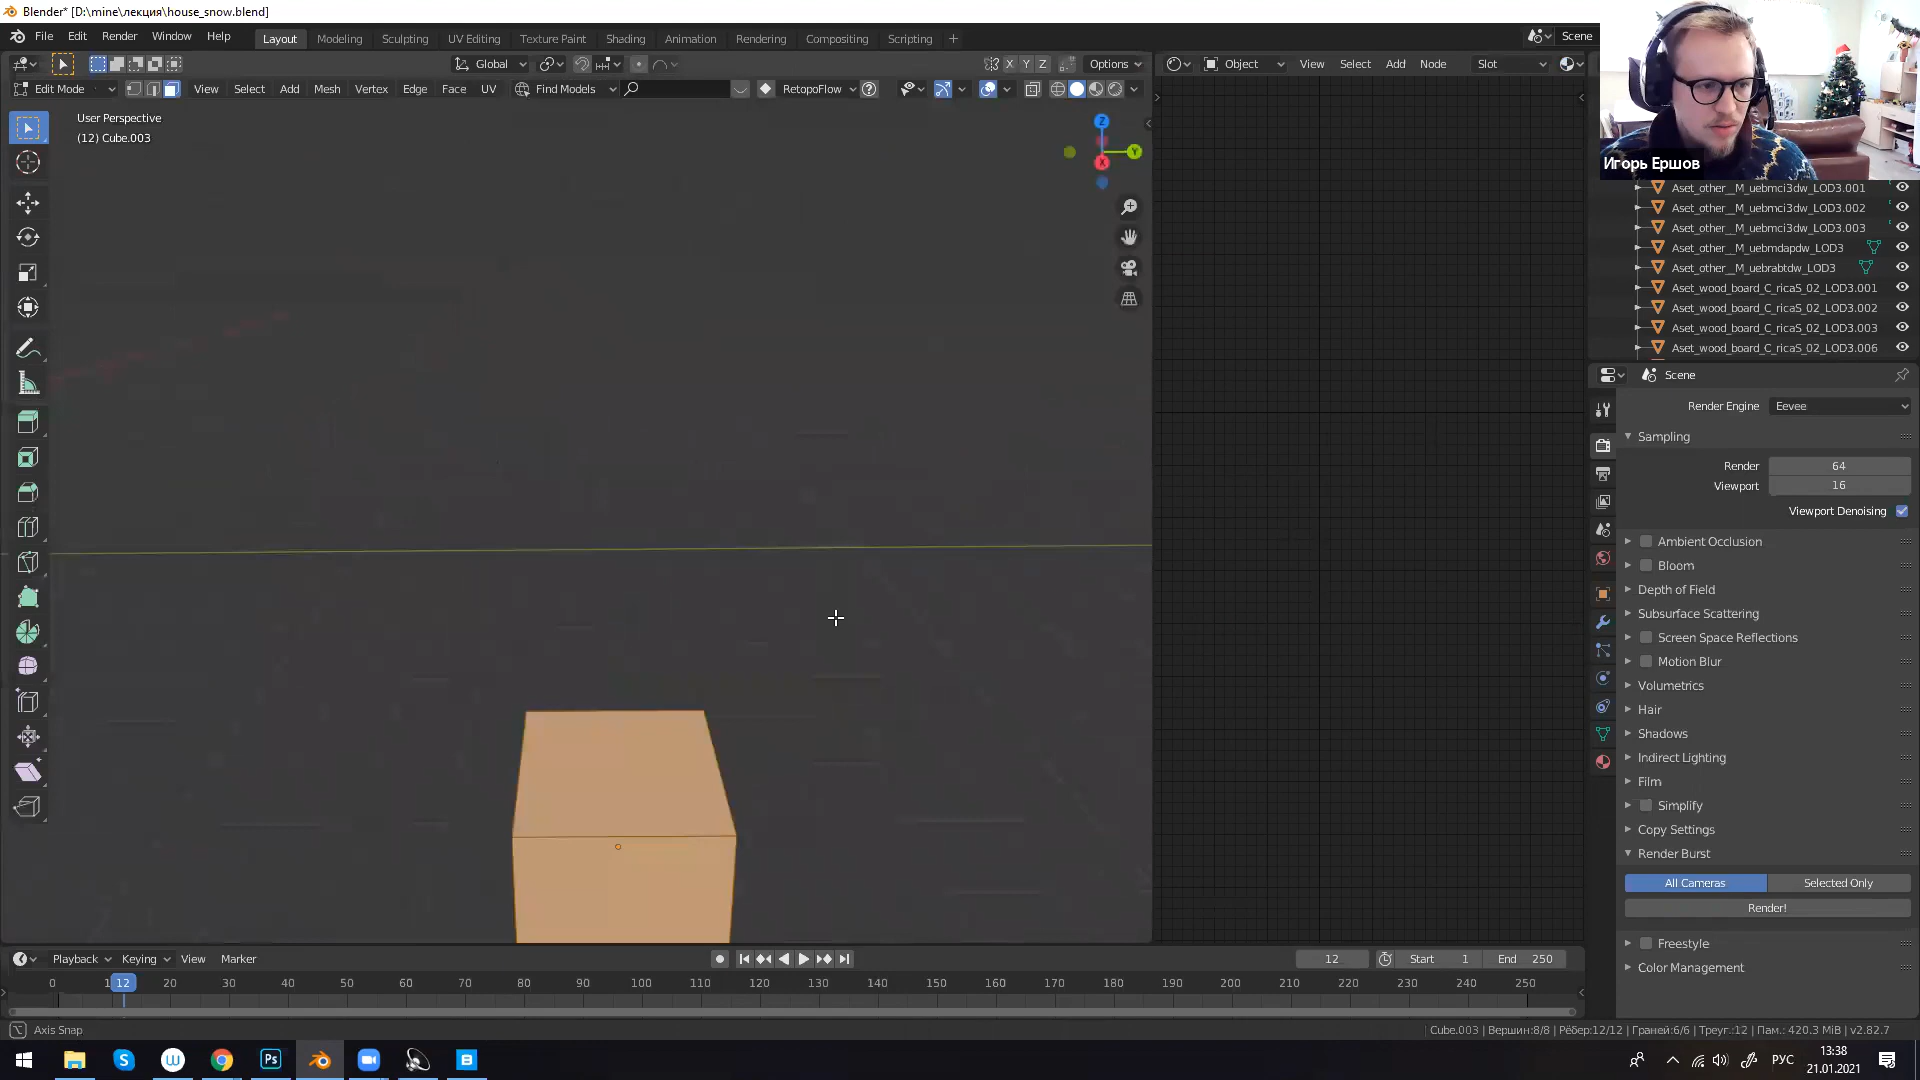 Blender* [D:\mine\лекция\house_snow.blend]
File Edit Render Window Help
Layout Modeling Sculpting UV Editing Texture Paint Shading Animation Rendering Compositing Scripting +
Scene
Global
X Y Z
Options
Object View Select Add Node Slot
Edit Mode View Select Add Mesh Vertex Edge Face UV Find Models RetopoFlow
User Perspective
(12) Cube.003
Z
Y
X
Игорь Ершов
Aset_other__M_uebmci3dw_LOD3.001
Aset_other__M_uebmci3dw_LOD3.002
Aset_other__M_uebmci3dw_LOD3.003
Aset_other__M_uebmdapdw_LOD3
Aset_other__M_uebrabtdw_LOD3
Aset_wood_board_C_ricaS_02_LOD3.001
Aset_wood_board_C_ricaS_02_LOD3.002
Aset_wood_board_C_ricaS_02_LOD3.003
Aset_wood_board_C_ricaS_02_LOD3.006
Scene
Render Engine Eevee
Sampling
Render 64
Viewport 16
Viewport Denoising
Ambient Occlusion
Bloom
Depth of Field
Subsurface Scattering
Screen Space Reflections
Motion Blur
Volumetrics
Hair
Shadows
Indirect Lighting
Film
Simplify
Copy Settings
Render Burst
All Cameras Selected Only
Render!
Freestyle
Color Management
Playback Keying View Marker
12 Start 1 End 250
0 1 12 20 30 40 50 60 70 80 90 100 110 120 130 140 150 160 170 180 190 200 210 220 230 240 250
Axis Snap
Cube.003 | Вершин:8/8 | Рёбер:12/12 | Граней:6/6 | Треуг.:12 | Пам.: 420.3 MiB | v2.82.7
РУС
13:38
21.01.2021